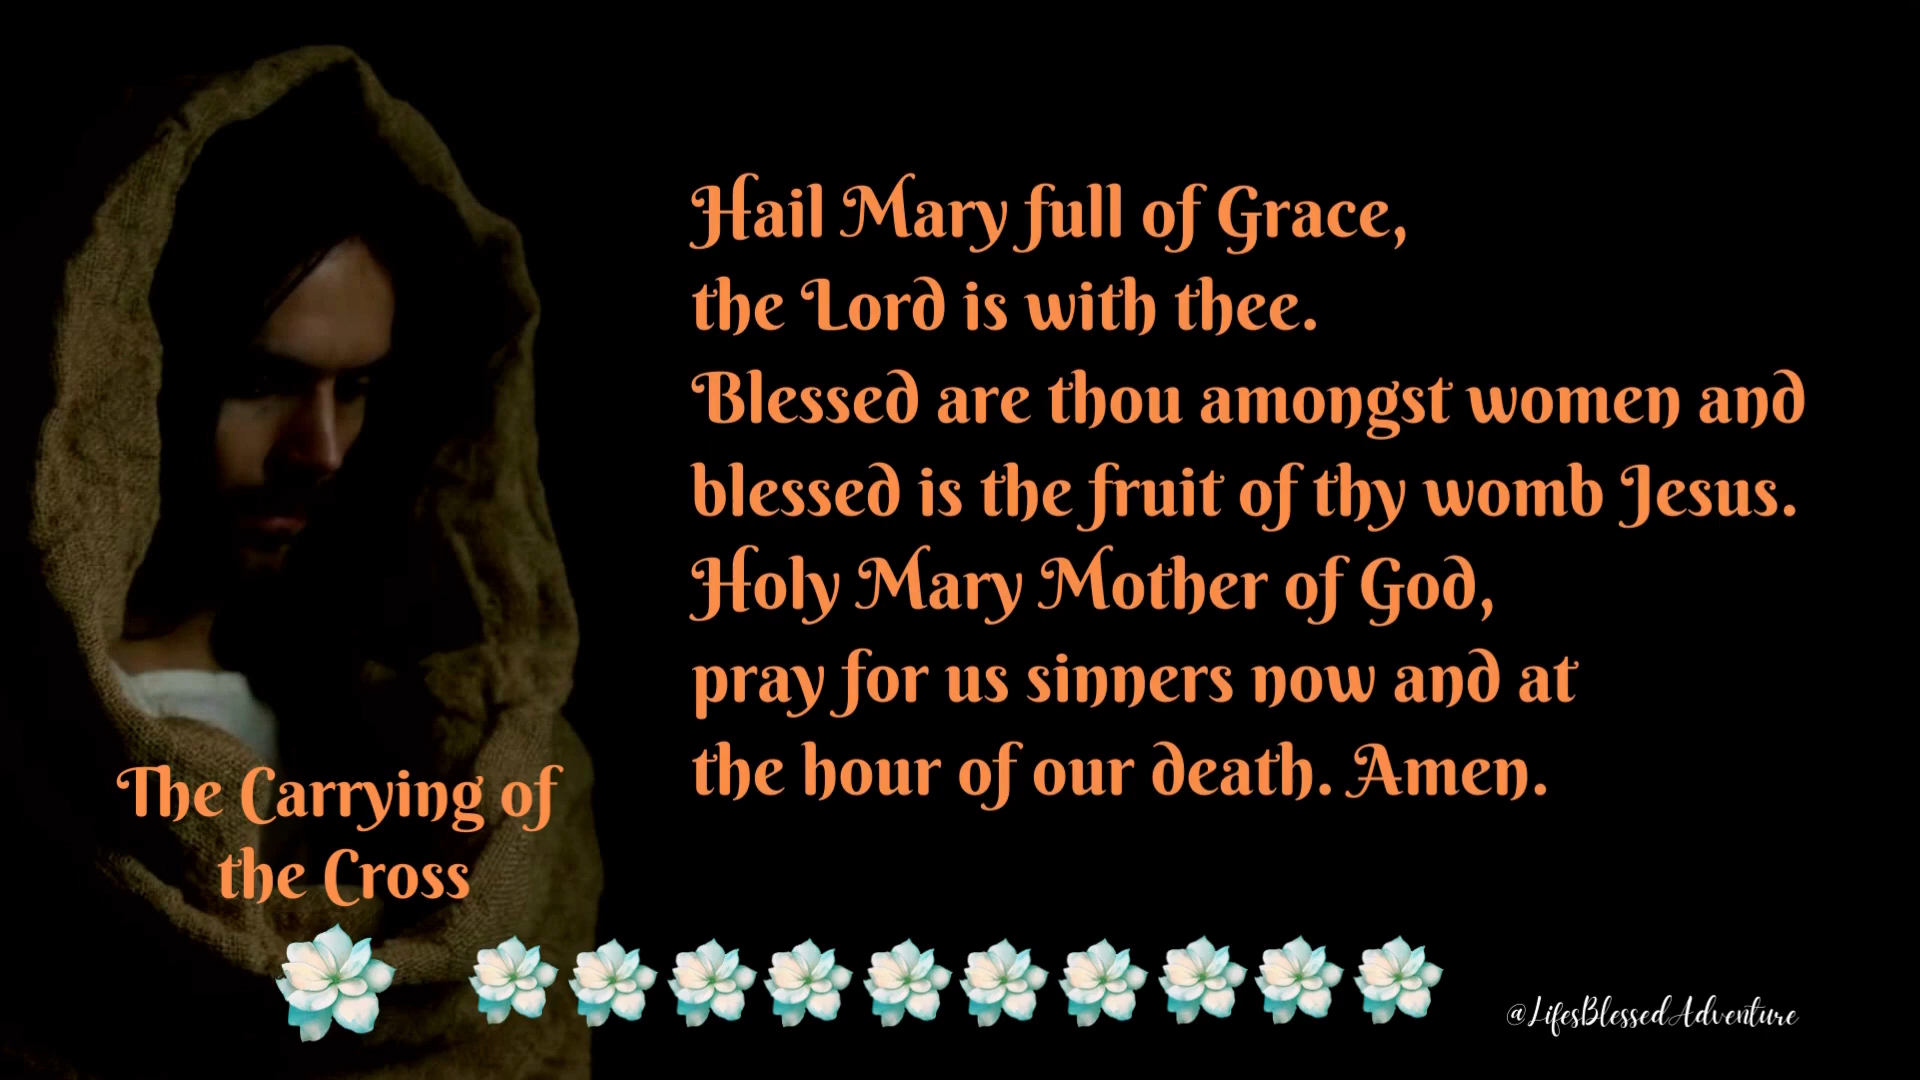 Hail Mary full of Grace,
the Lord is with thee.
Blessed are thou amongst women and
blessed is the fruit of thy womb Jesus.
Holy Mary Mother of God,
pray for us sinners now and at
the hour of our death. Amen.
The Carrying of
the Cross
@LifesBlessedAdventure